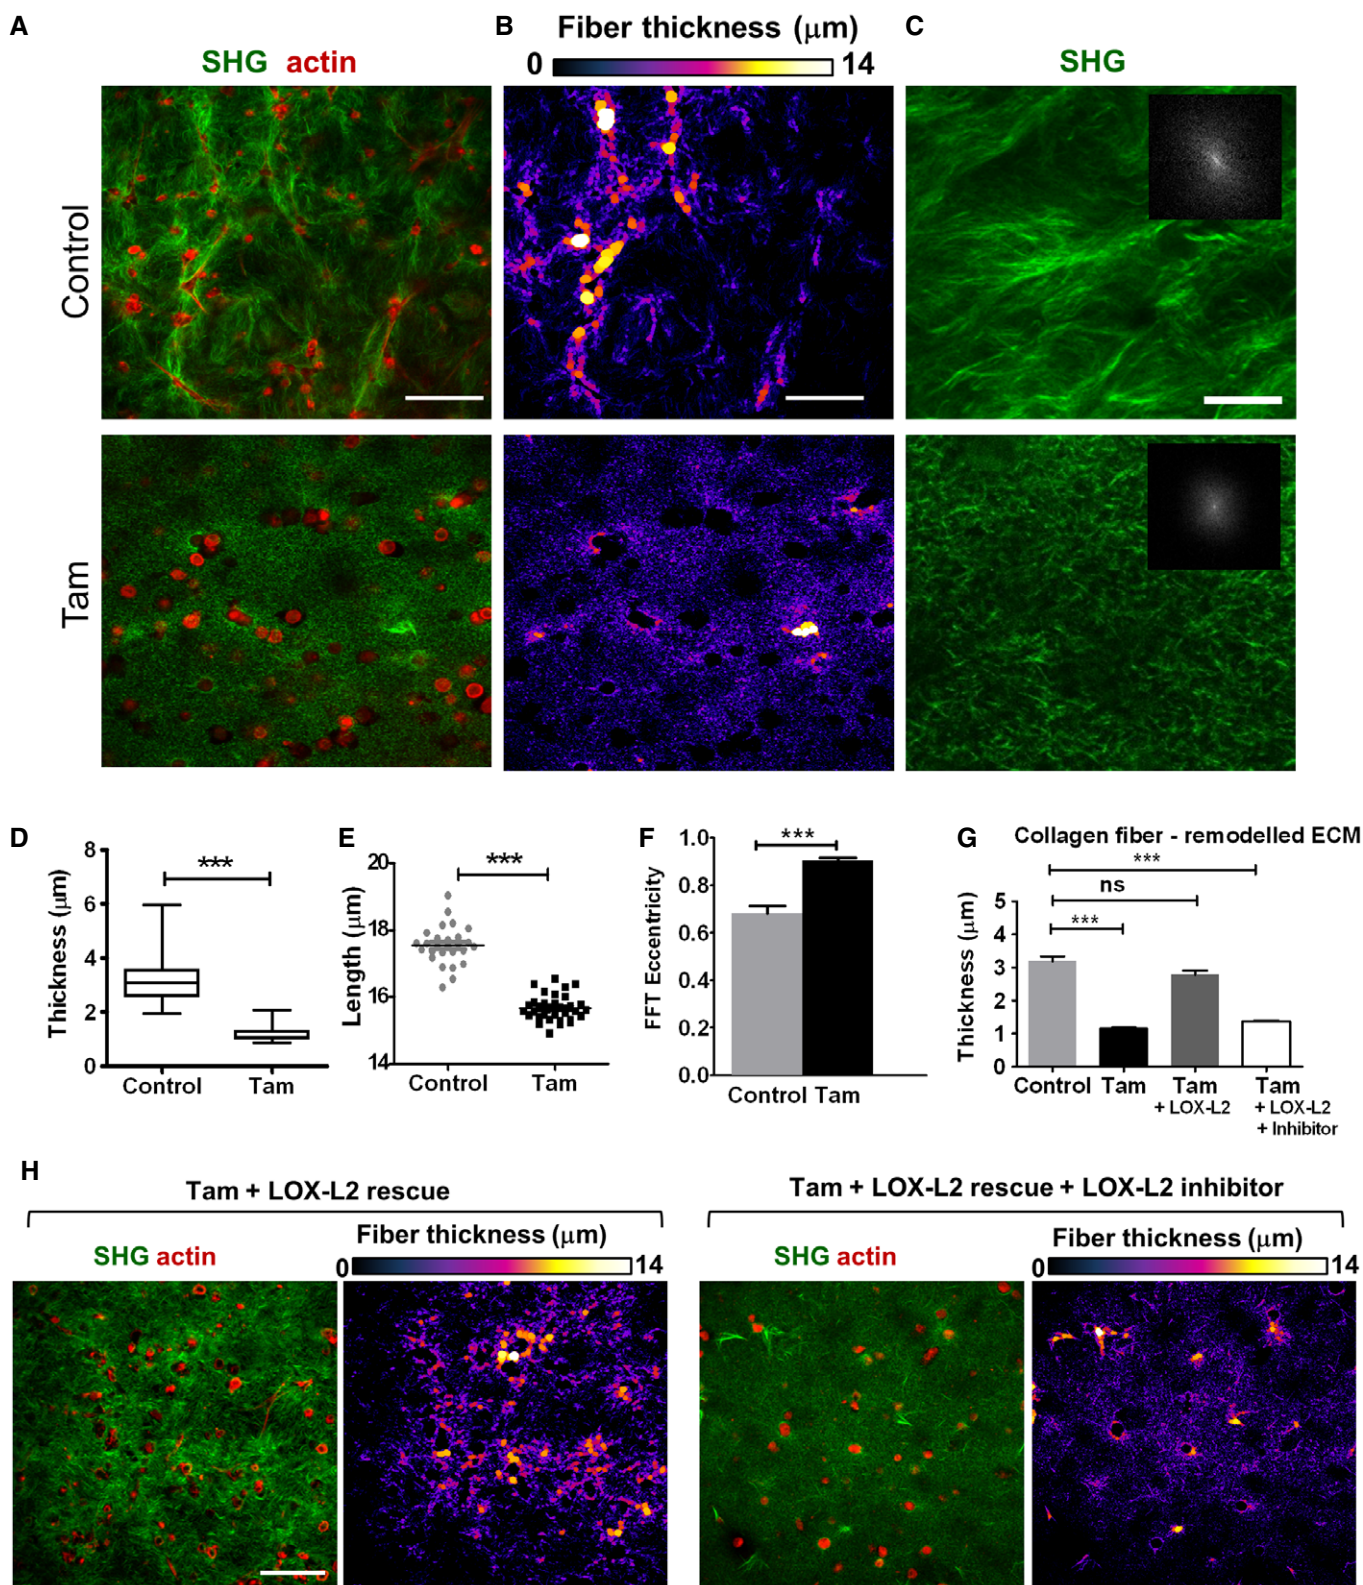 A
B
C
SHG actin
Fiber thickness (μm)
0
14
SHG
Control
Tam
D
Thickness (μm)
8
6
4
2
0
***
Control
Tam
E
Length (μm)
20
18
16
14
***
Control
Tam
F
FFT Eccentricity
1.0
0.8
0.6
0.4
0.2
0.0
***
Control Tam
G
Collagen fiber - remodelled ECM
Thickness (μm)
5
4
3
2
1
0
***
ns
***
Control
Tam
Tam
+ LOX-L2
Tam
+ LOX-L2
+ Inhibitor
H
Tam + LOX-L2 rescue
SHG actin
Fiber thickness (μm)
0
14
Tam + LOX-L2 rescue + LOX-L2 inhibitor
SHG actin
Fiber thickness (μm)
0
14